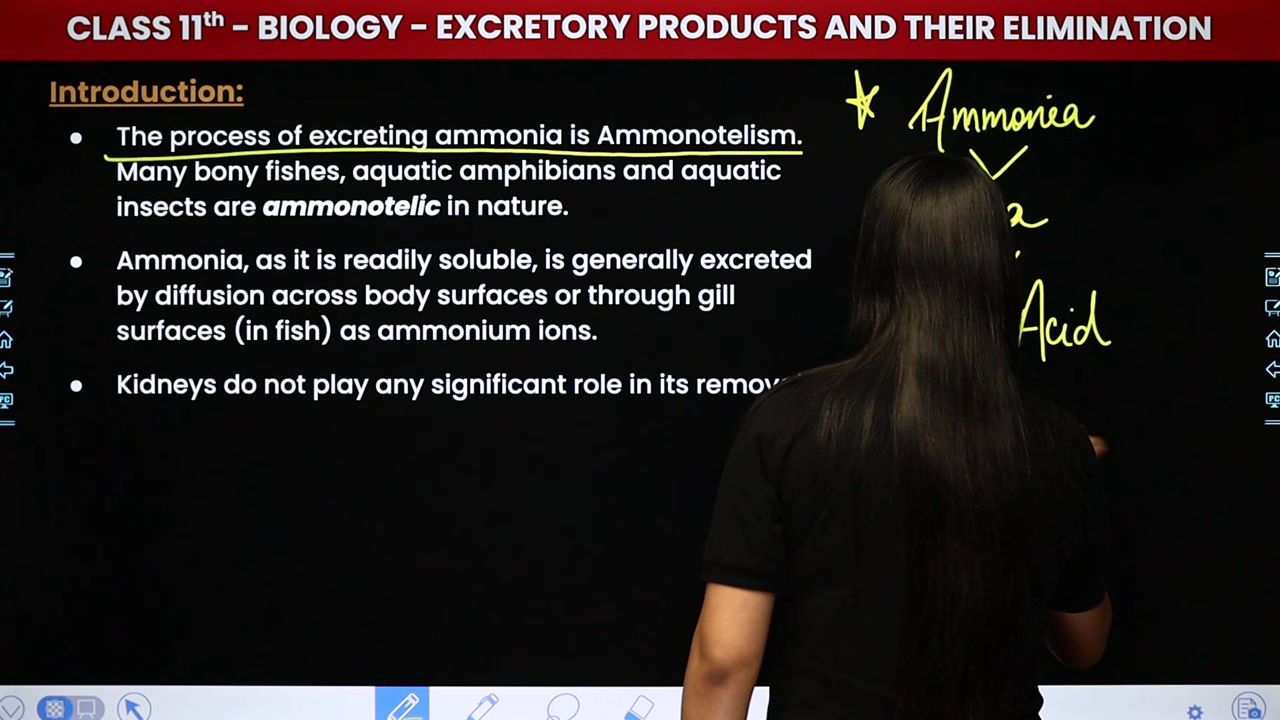 CLASS 11th - BIOLOGY - EXCRETORY PRODUCTS AND THEIR ELIMINATION
Introduction:
• The process of excreting ammonia is Ammonotelism.
Many bony fishes, aquatic amphibians and aquatic
insects are ammonotelic in nature.
• Ammonia, as it is readily soluble, is generally excreted
by diffusion across body surfaces or through gill
surfaces (in fish) as ammonium ions.
• Kidneys do not play any significant role in its
Ammonia
Acid
PC
PC